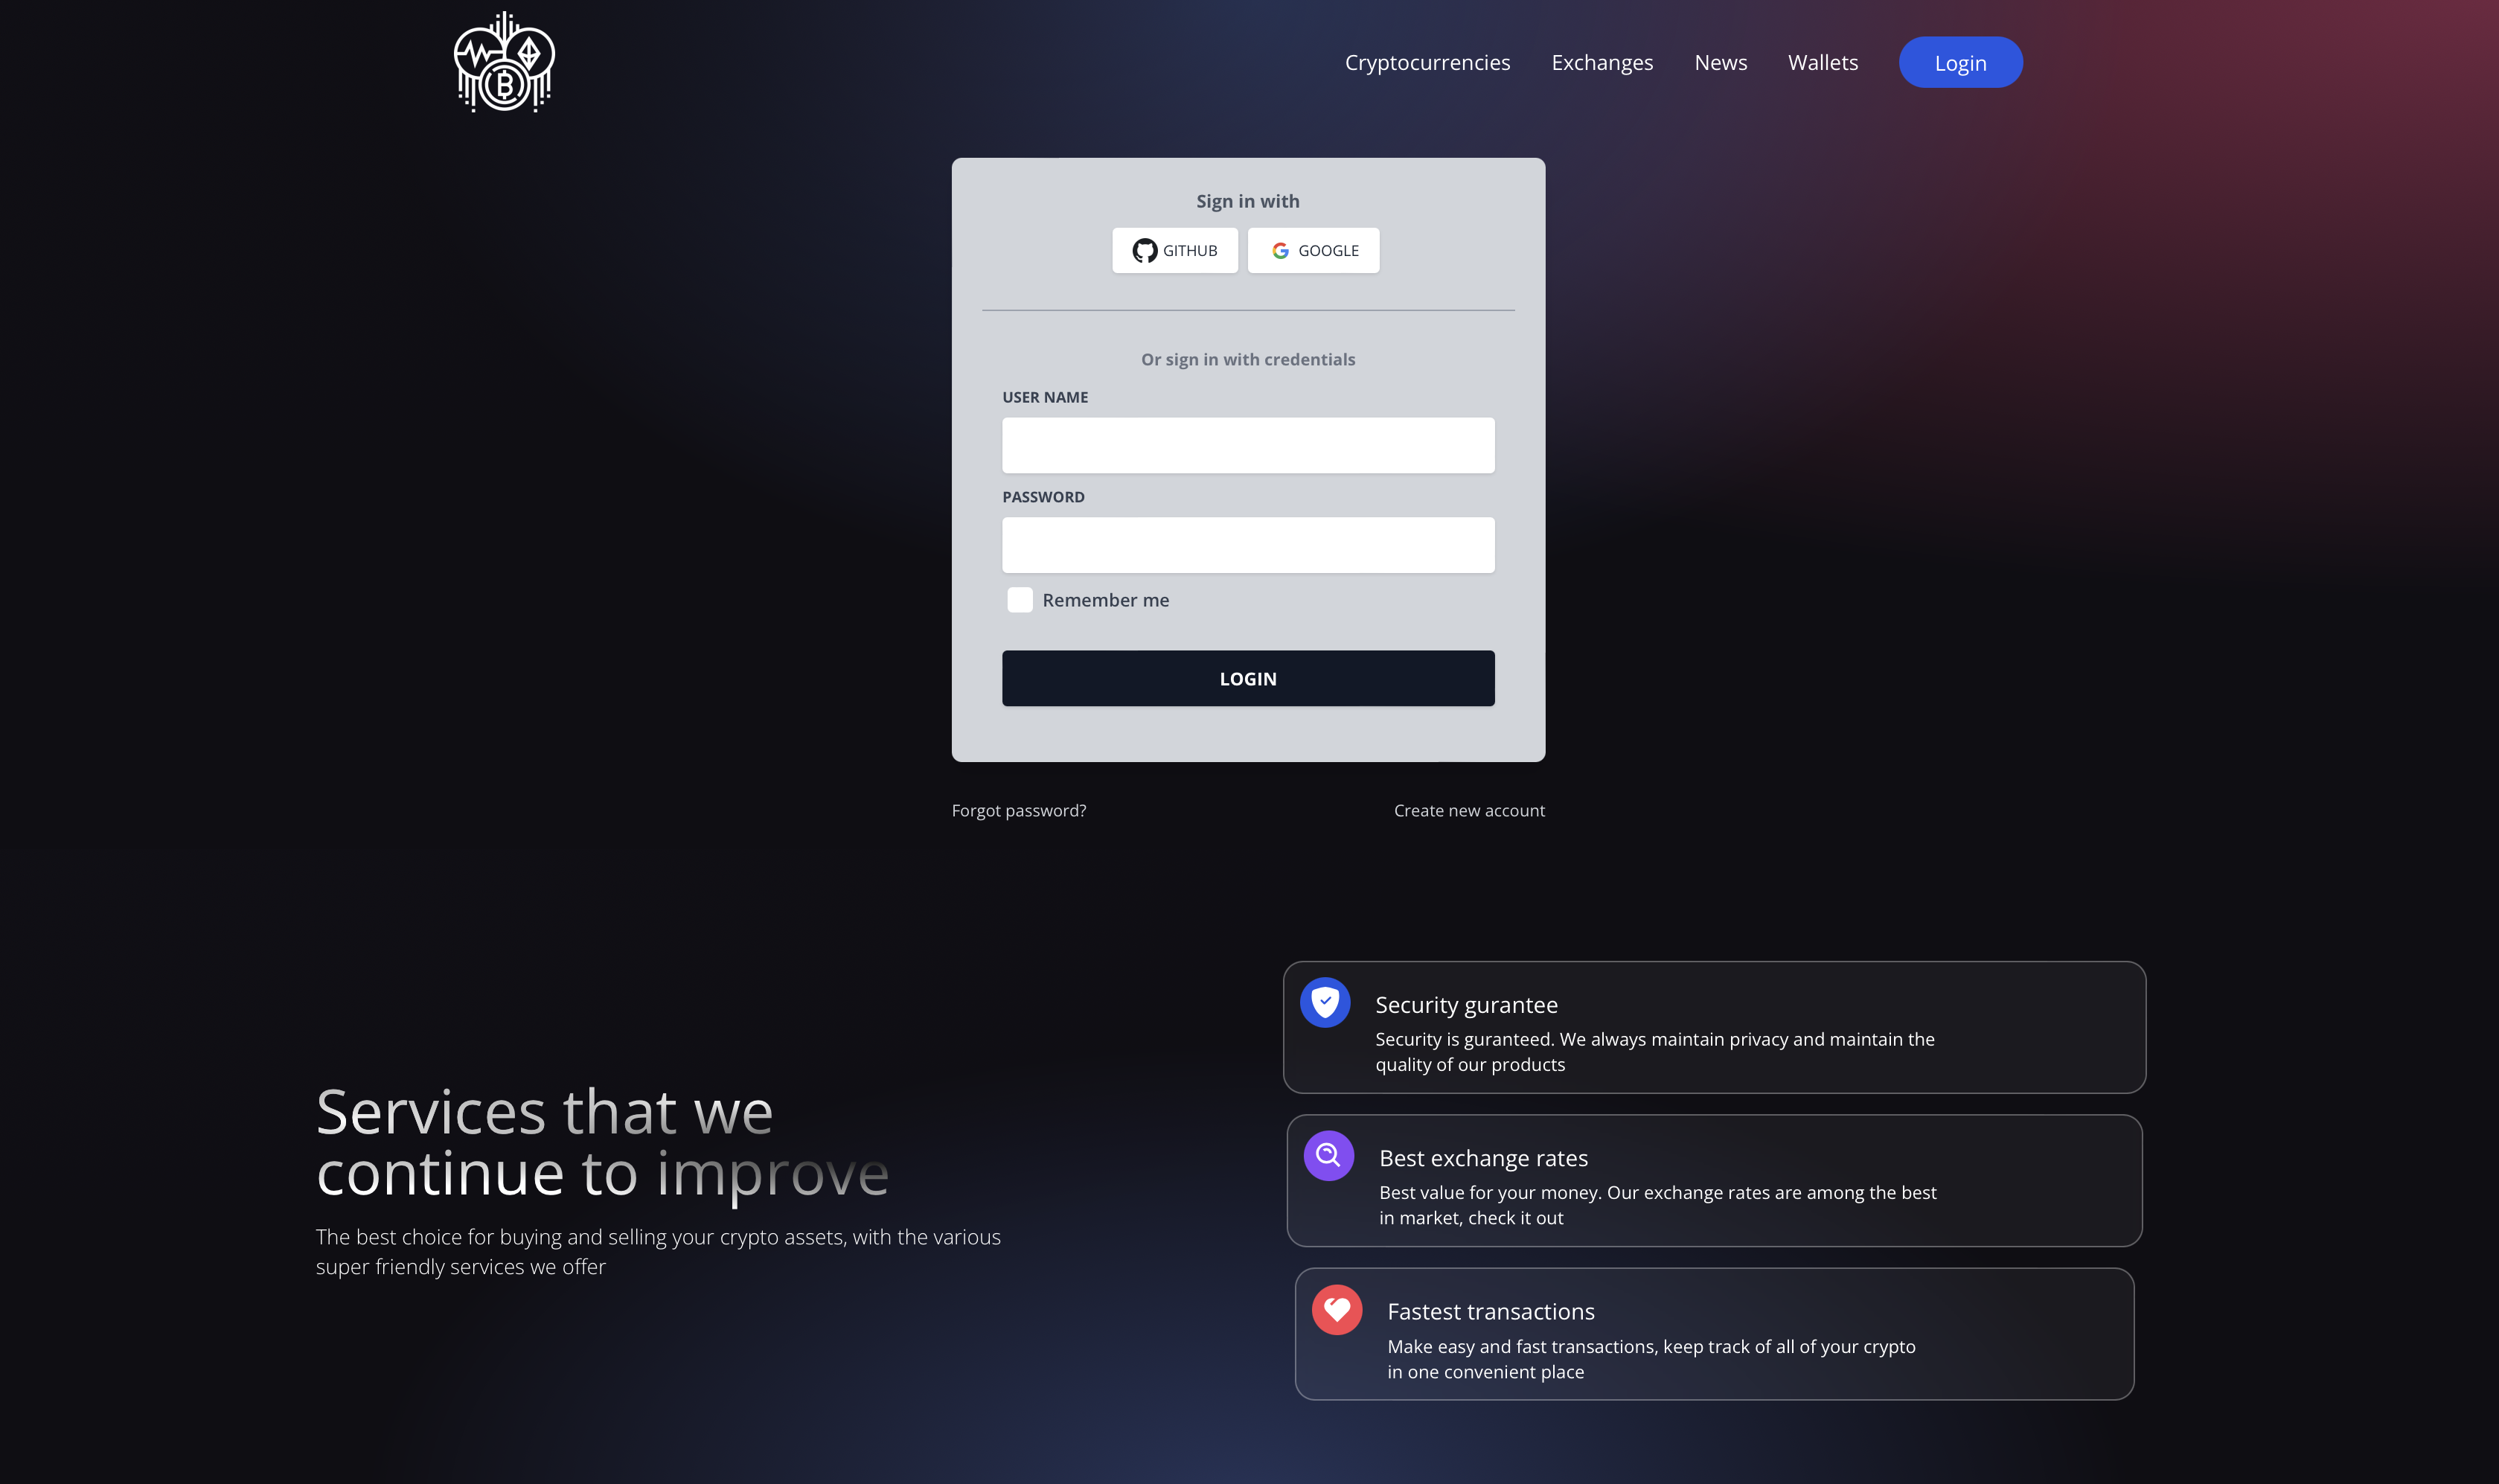 Cryptocurrencies Exchanges News Wallets Login
Sign in with
GITHUB GOOGLE
Or sign in with credentials
USER NAME
PASSWORD
Remember me
LOGIN
Forgot password? Create new account
Services that we
continue to improve
The best choice for buying and selling your crypto assets, with the various
super friendly services we offer
Security gurantee
Security is guranteed. We always maintain privacy and maintain the
quality of our products
Best exchange rates
Best value for your money. Our exchange rates are among the best
in market, check it out
Fastest transactions
Make easy and fast transactions, keep track of all of your crypto
in one convenient place